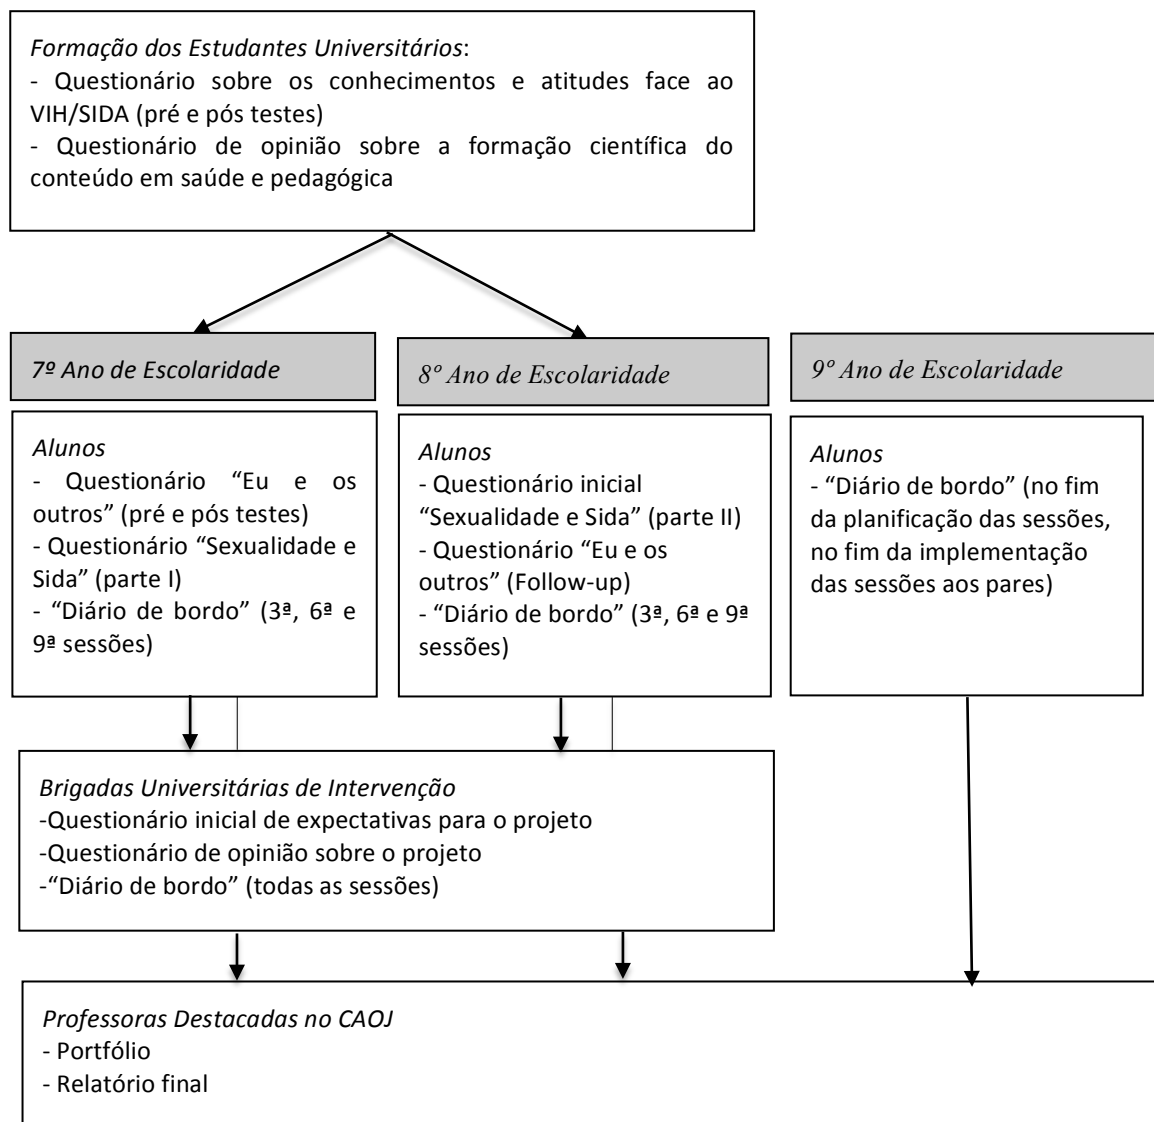 Formação dos Estudantes Universitários:
- Questionário sobre os conhecimentos e atitudes face ao
VIH/SIDA (pré e pós testes)
- Questionário de opinião sobre a formação científica do
conteúdo em saúde e pedagógica
7º Ano de Escolaridade
8º Ano de Escolaridade
9º Ano de Escolaridade
Alunos
- Questionário “Eu e os
outros” (pré e pós testes)
- Questionário “Sexualidade e
Sida” (parte I)
- “Diário de bordo” (3ª, 6ª e
9ª sessões)
Alunos
- Questionário inicial
“Sexualidade e Sida” (parte II)
- Questionário “Eu e os
outros” (Follow-up)
- “Diário de bordo” (3ª, 6ª e 9ª
sessões)
Alunos
- “Diário de bordo” (no fim
da planificação das sessões,
no fim da implementação
das sessões aos pares)
Brigadas Universitárias de Intervenção
-Questionário inicial de expectativas para o projeto
-Questionário de opinião sobre o projeto
-“Diário de bordo” (todas as sessões)
Professoras Destacadas no CAOJ
- Portfólio
- Relatório final